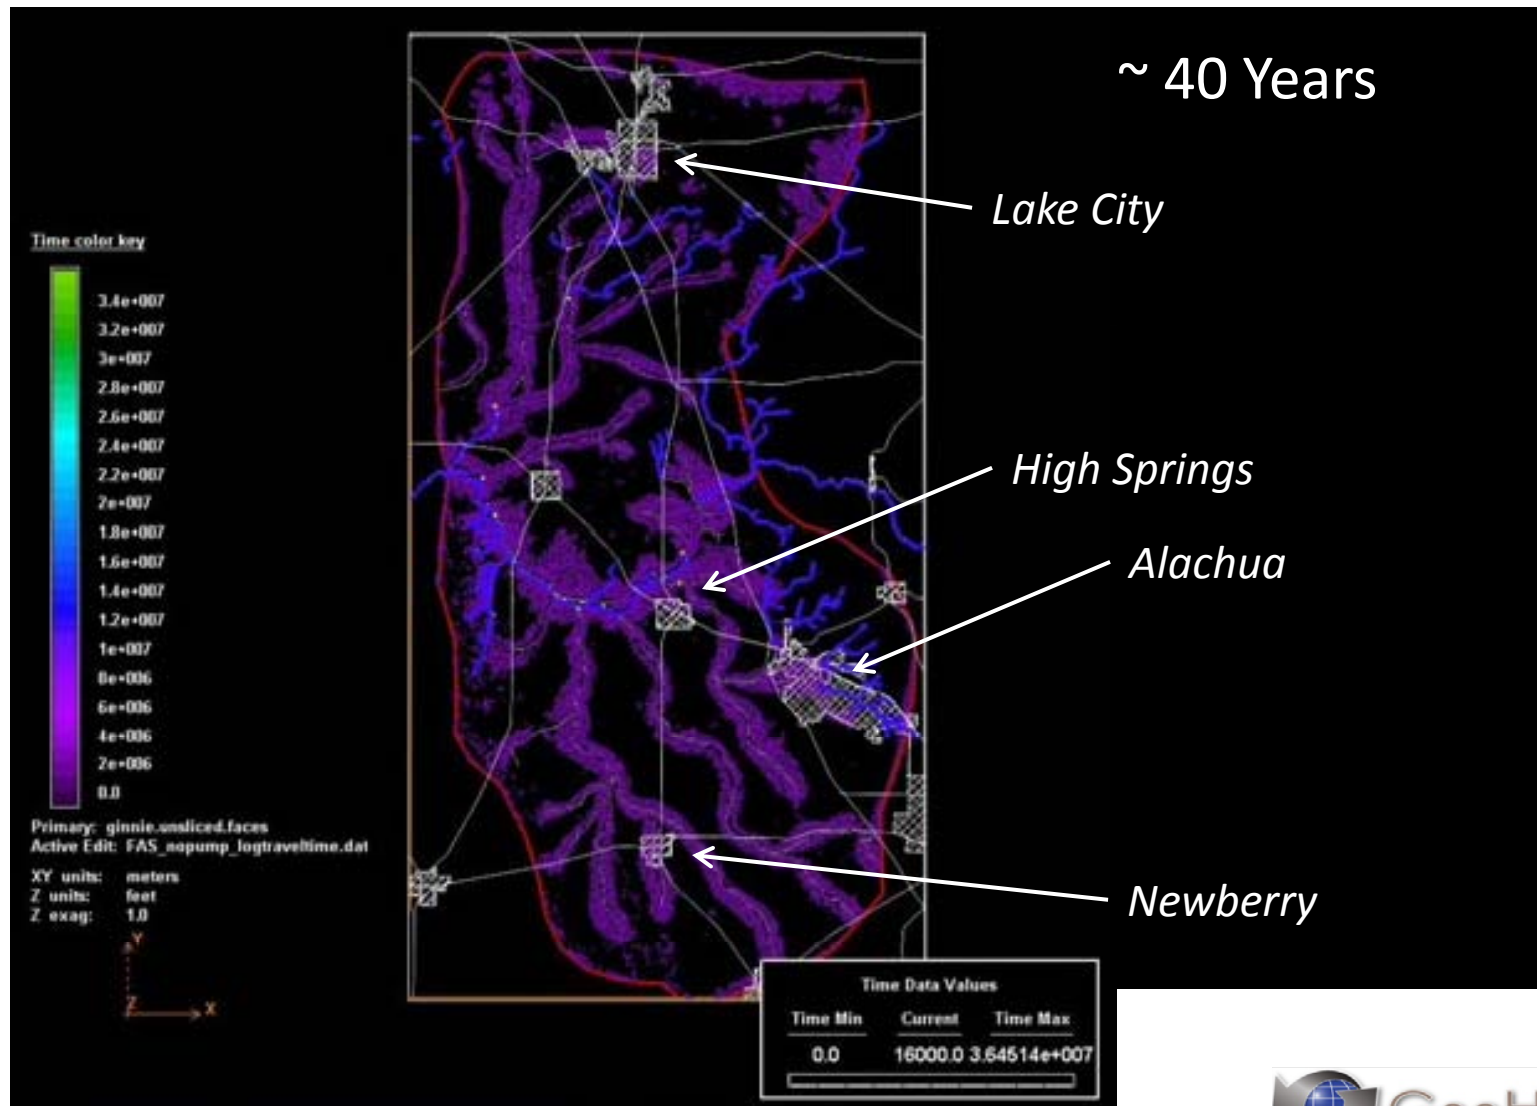 ~ 40 Years
Lake City
High Springs
Alachua
Newberry
Time color key
3.4e+007
3.2e+007
3e+007
2.8e+007
2.6e+007
2.4e+007
2.2e+007
2e+007
1.8e+007
1.6e+007
1.4e+007
1.2e+007
1e+007
8e+006
6e+006
4e+006
2e+006
0.0
Primary: ginnie.unsliced.faces
Active Edit: FAS_nopump_logtraveltime.dat
XY units: meters
Z units: feet
Z exag: 1.0
Y
Z
X
Time Data Values
Time Min Current Time Max
0.0 16000.0 3.64514e+007